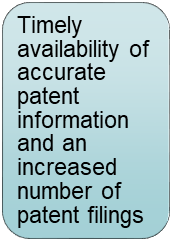 Timely
availability of
accurate
patent
information
and an
increased
number of
patent filings